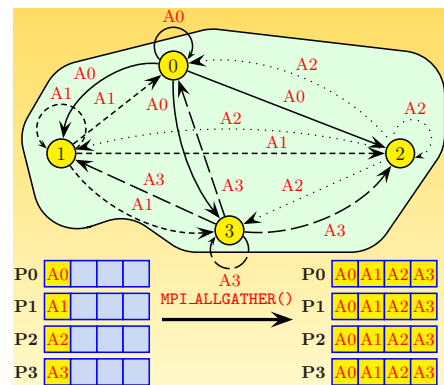 A0
0
A0
A2
A1
A1
A0
A0
A2
A2
1
A1
2
A3
A3
A2
A1
3
A3
A3
P0 A0
P1 A1
P2 A2
P3 A3
MPI_ALLGATHER()
P0 A0 A1 A2 A3
P1 A0 A1 A2 A3
P2 A0 A1 A2 A3
P3 A0 A1 A2 A3